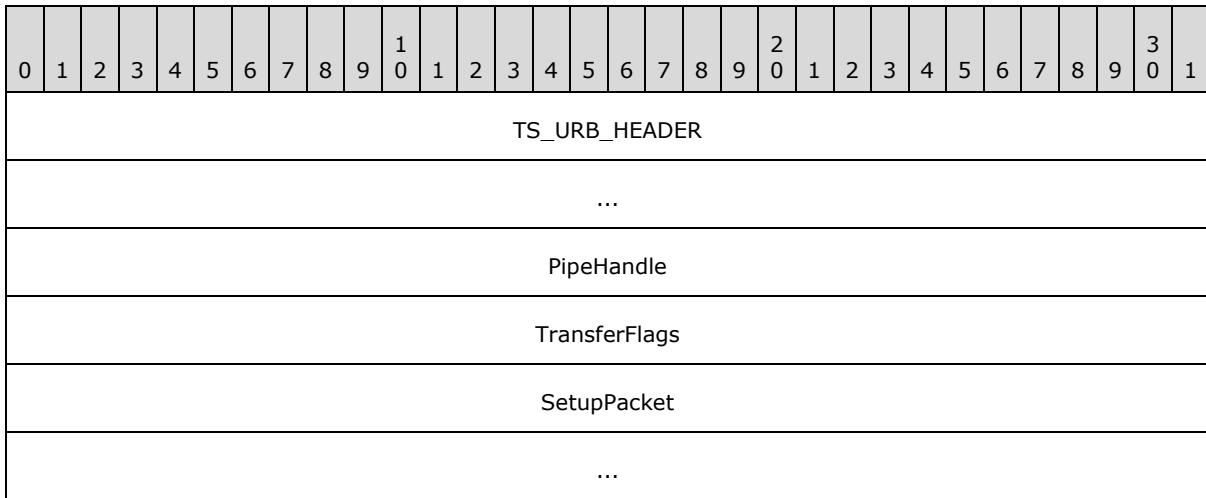 0 1 2 3 4 5 6 7 8 9 1 0 1 2 3 4 5 6 7 8 9 2 0 1 2 3 4 5 6 7 8 9 3 0 1
TS_URB_HEADER
...
PipeHandle
TransferFlags
SetupPacket
...